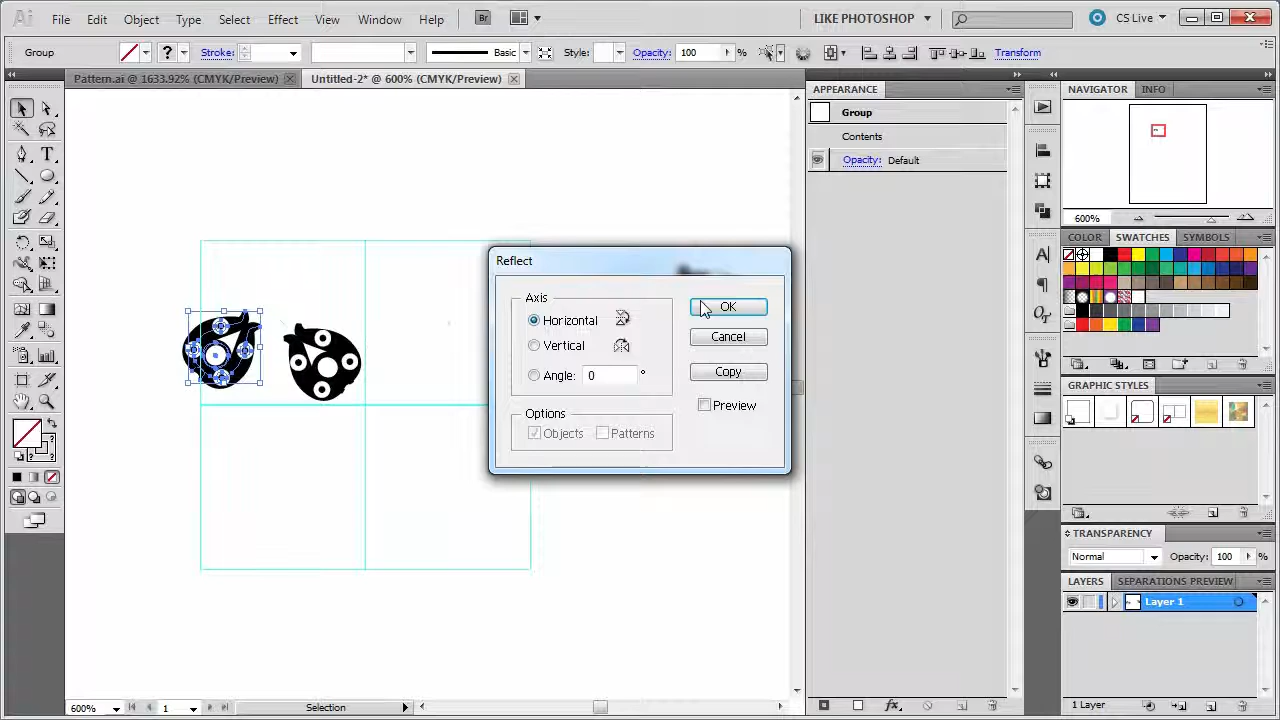 Ai File Edit Object Type Select Effect View Window Help Br LIKE PHOTOSHOP CS Live
Group ? Stroke: Basic Style: Opacity: 100 % Transform
Pattern.ai @ 1633.92% (CMYK/Preview) Untitled-2* @ 600% (CMYK/Preview)
APPEARANCE
Group
Contents
Opacity: Default
NAVIGATOR INFO
600%
COLOR SWATCHES SYMBOLS
GRAPHIC STYLES
TRANSPARENCY
Normal Opacity: 100 %
LAYERS SEPARATIONS PREVIEW
Layer 1
1 Layer
Reflect
Axis
Horizontal
Vertical
Angle: 0 °
OK
Cancel
Copy
Preview
Options
Objects Patterns
600% 1 Selection
fx